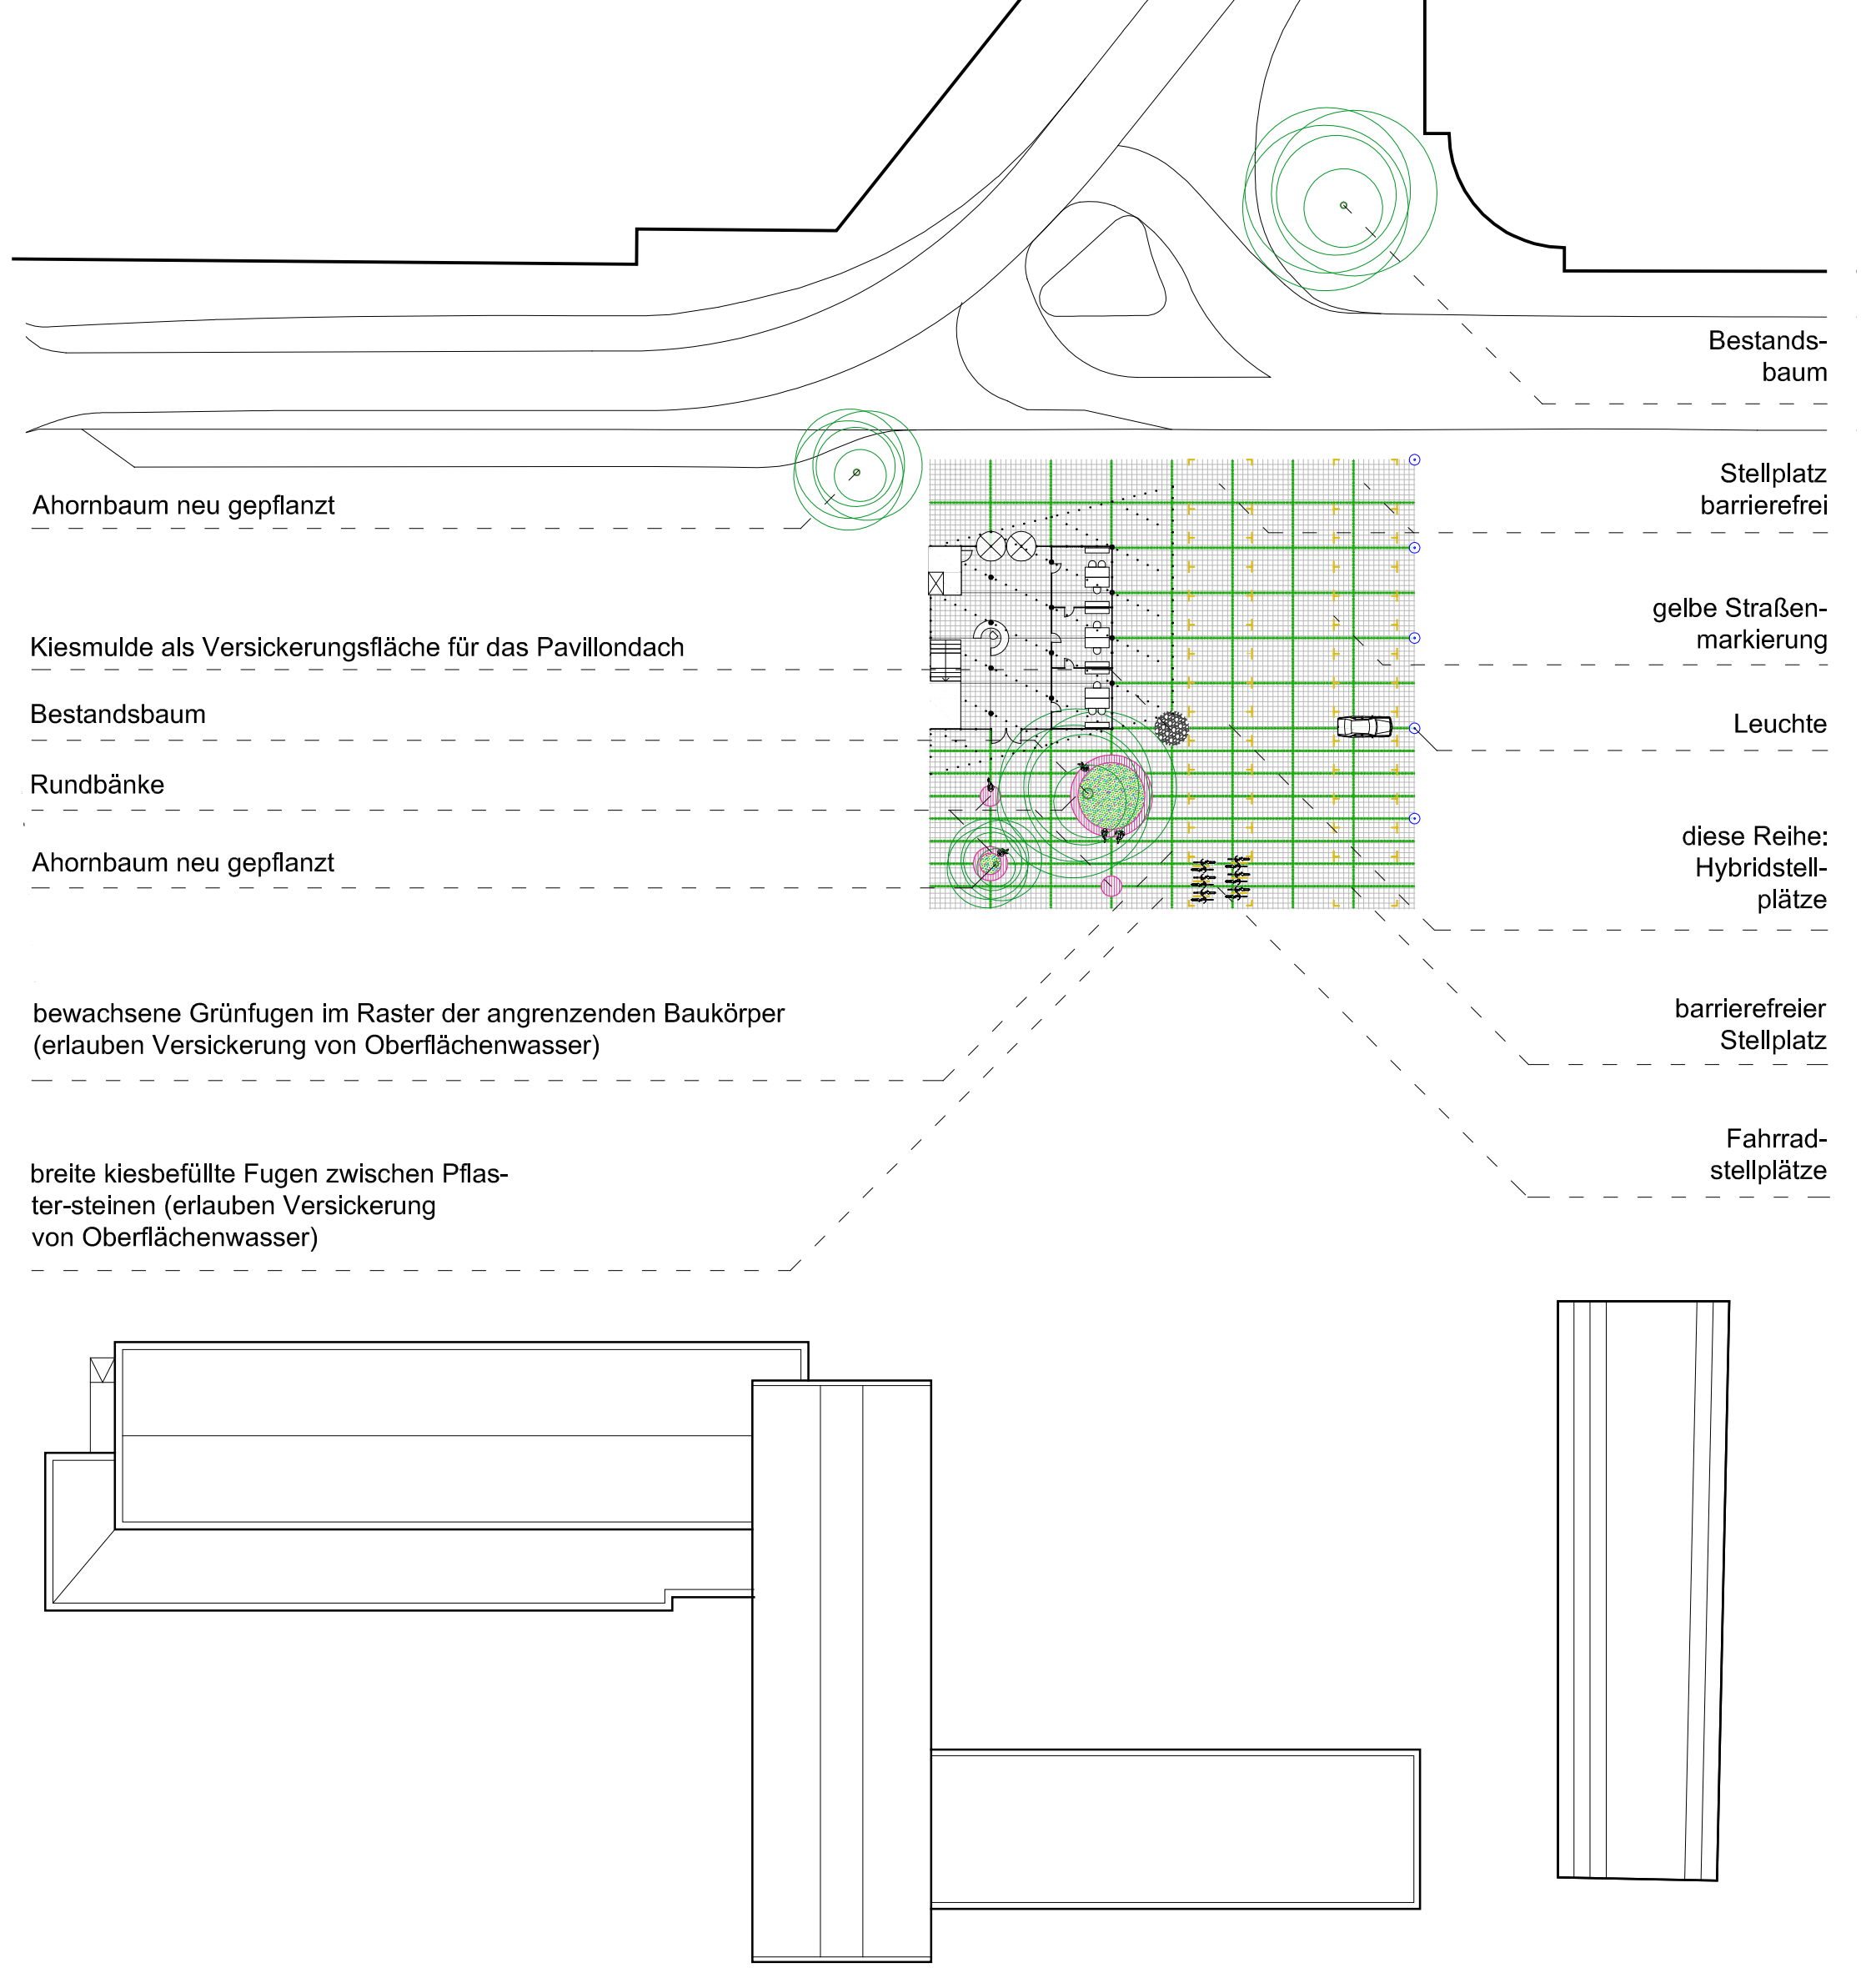 Ahornbaum neu gepflanzt
Kiesmulde als Versickerungsfläche für das Pavillondach
Bestandsbaum
Rundbänke
Ahornbaum neu gepflanzt
bewachsene Grünfugen im Raster der angrenzenden Baukörper
(erlauben Versickerung von Oberflächenwasser)
breite kiesbefüllte Fugen zwischen Pflas-
ter-steinen (erlauben Versickerung
von Oberflächenwasser)
Bestands-
baum
Stellplatz
barrierefrei
gelbe Straßen-
markierung
Leuchte
diese Reihe:
Hybridstell-
plätze
barrierefreier
Stellplatz
Fahrrad-
stellplätze